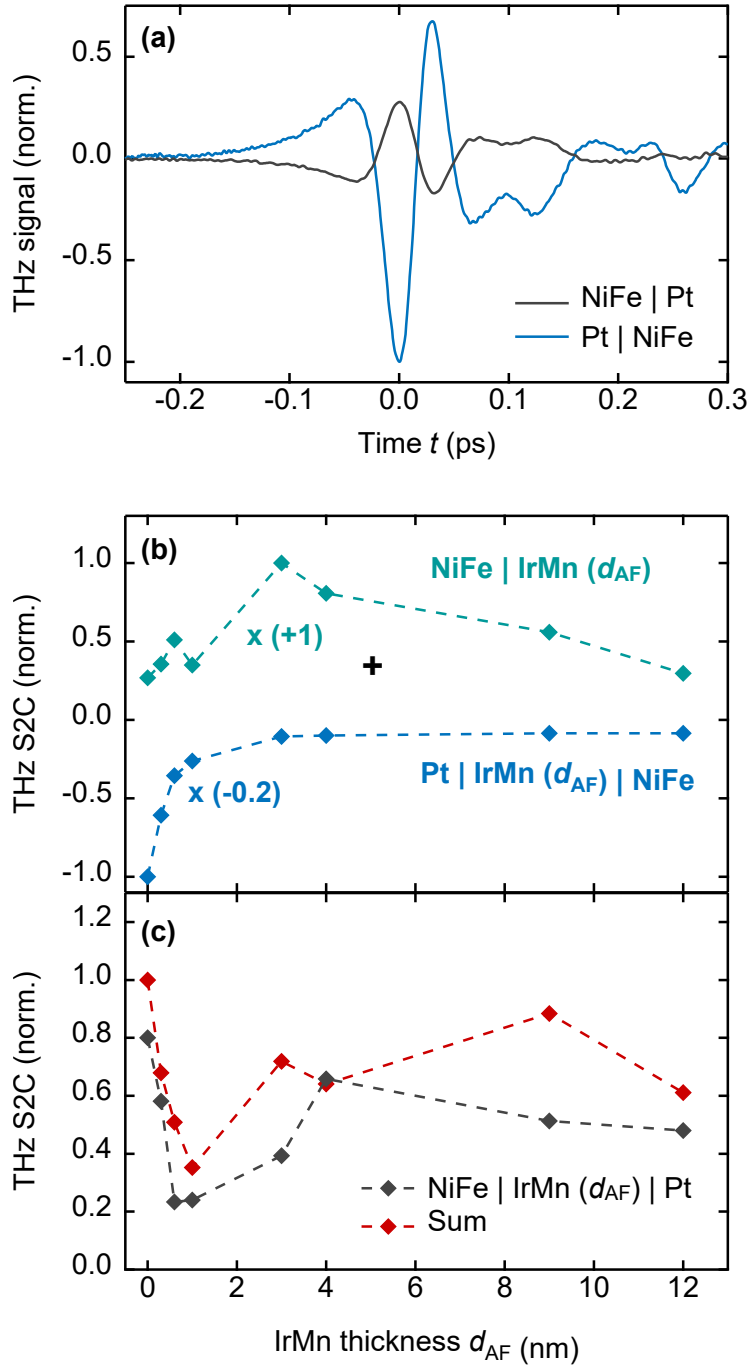 (a)
0.5
0.0
-0.5
-1.0
THz signal (norm.)
NiFe | Pt
Pt | NiFe
-0.2 -0.1 0.0 0.1 0.2 0.3
Time t (ps)
(b)
1.0
0.5
0.0
-0.5
-1.0
THz S2C (norm.)
NiFe | IrMn (dAF)
x (+1)
+
Pt | IrMn (dAF) | NiFe
x (-0.2)
(c)
1.2
1.0
0.8
0.6
0.4
0.2
0.0
THz S2C (norm.)
NiFe | IrMn (dAF) | Pt
Sum
0 2 4 6 8 10 12
IrMn thickness dAF (nm)